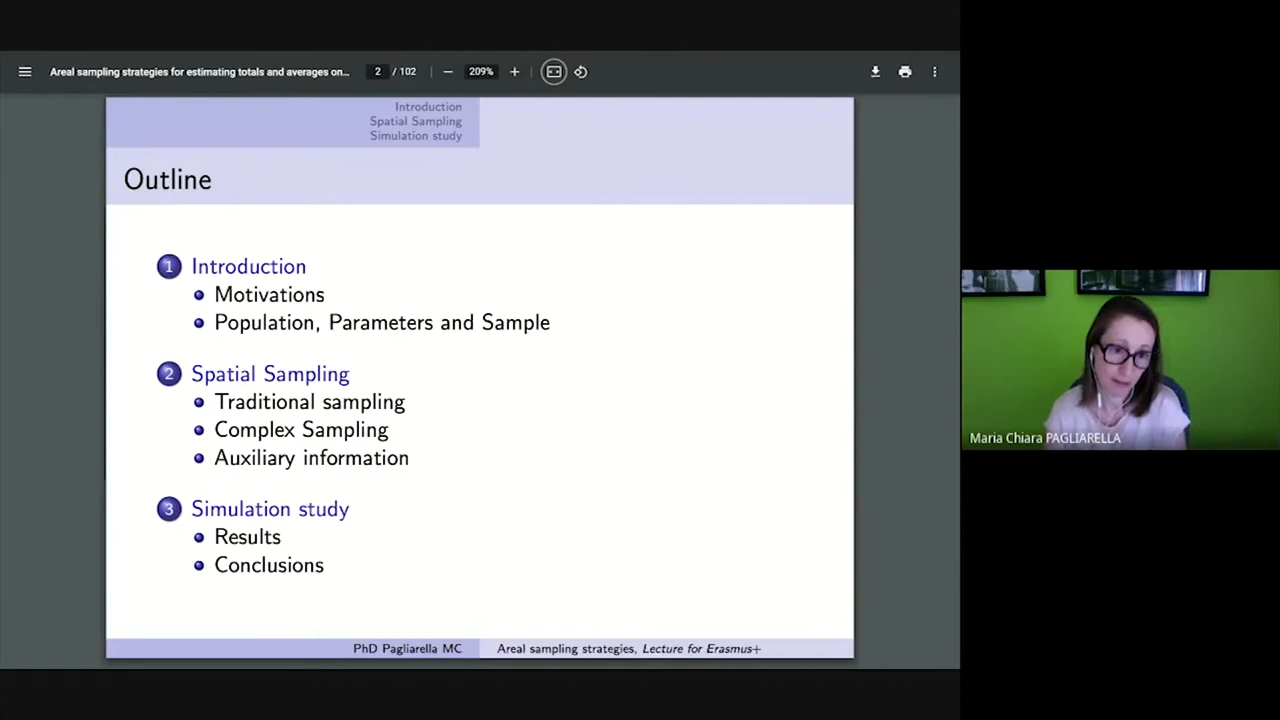 Areal sampling strategies for estimating totals and averages on...
2 / 102
209%
Introduction
Spatial Sampling
Simulation study
Outline
1 Introduction
Motivations
Population, Parameters and Sample
2 Spatial Sampling
Traditional sampling
Complex Sampling
Auxiliary information
3 Simulation study
Results
Conclusions
PhD Pagliarella MC
Areal sampling strategies, Lecture for Erasmus+
Maria Chiara PAGLIARELLA